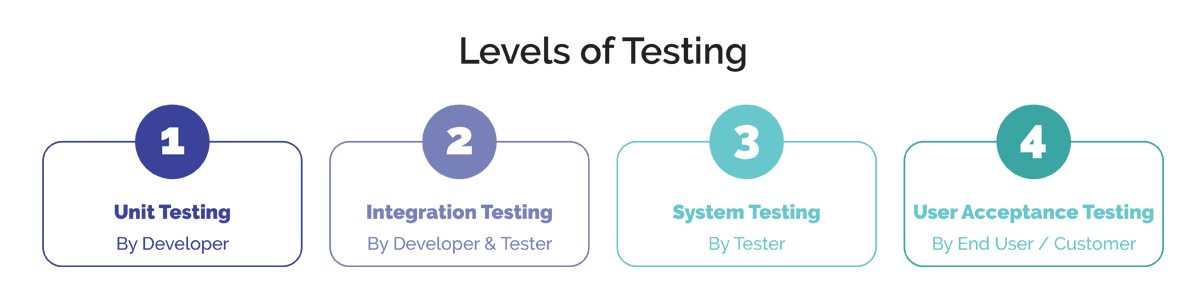 Levels of Testing
1
Unit Testing
By Developer
2
Integration Testing
By Developer & Tester
3
System Testing
By Tester
4
User Acceptance Testing
By End User / Customer